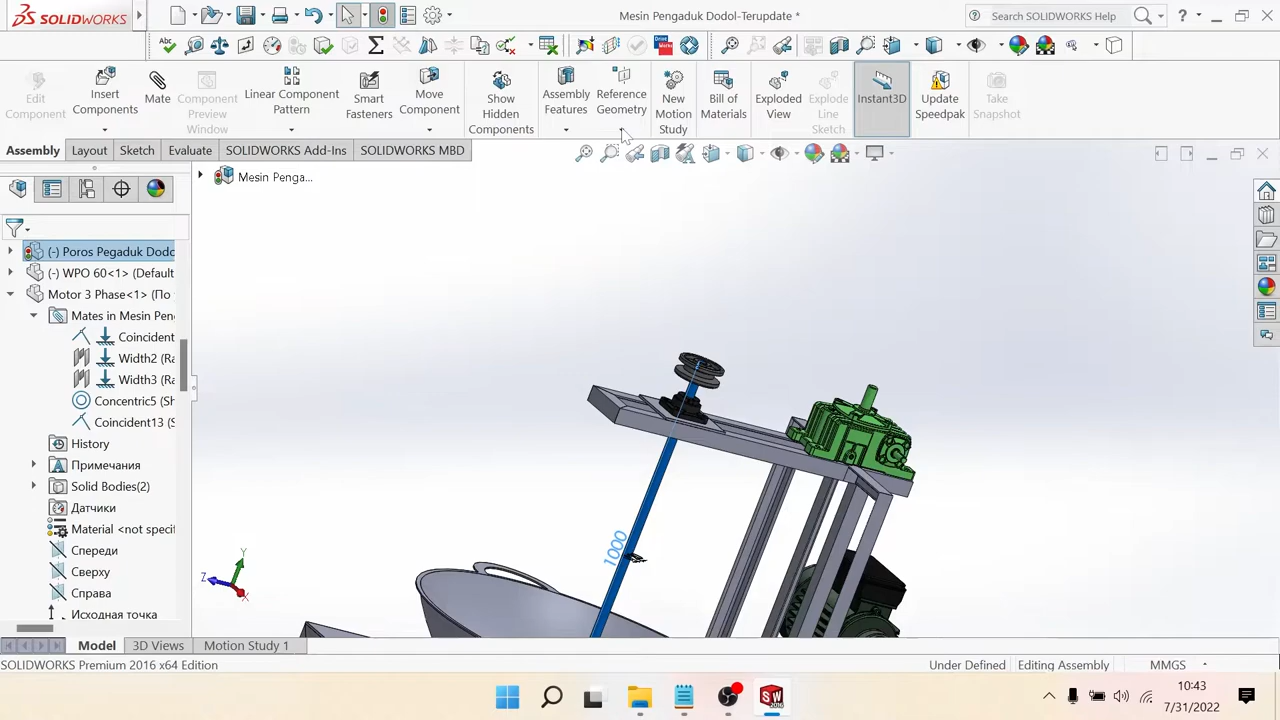 SOLIDWORKS
Mesin Pengaduk Dodol-Terupdate *
Search SOLIDWORKS Help
Edit Component
Insert Components
Mate
Component Preview Window
Linear Component Pattern
Smart Fasteners
Move Component
Show Hidden Components
Assembly Features
Reference Geometry
New Motion Study
Bill of Materials
Exploded View
Explode Line Sketch
Instant3D
Update Speedpak
Take Snapshot
Assembly
Layout
Sketch
Evaluate
SOLIDWORKS Add-Ins
SOLIDWORKS MBD
Mesin Penga...
(-) Poros Pegaduk Dodo
(-) WPO 60<1> (Default
Motor 3 Phase<1> (По
Mates in Mesin Pen
Coincident
Width2 (Ra
Width3 (Ra
Concentric5 (Sh
Coincident13 (S
History
Примечания
Solid Bodies(2)
Датчики
Material <not specif
Спереди
Сверху
Справа
Исходная точка
1000
Y
Z
X
Model
3D Views
Motion Study 1
SOLIDWORKS Premium 2016 x64 Edition
Under Defined
Editing Assembly
MMGS
10:43
7/31/2022